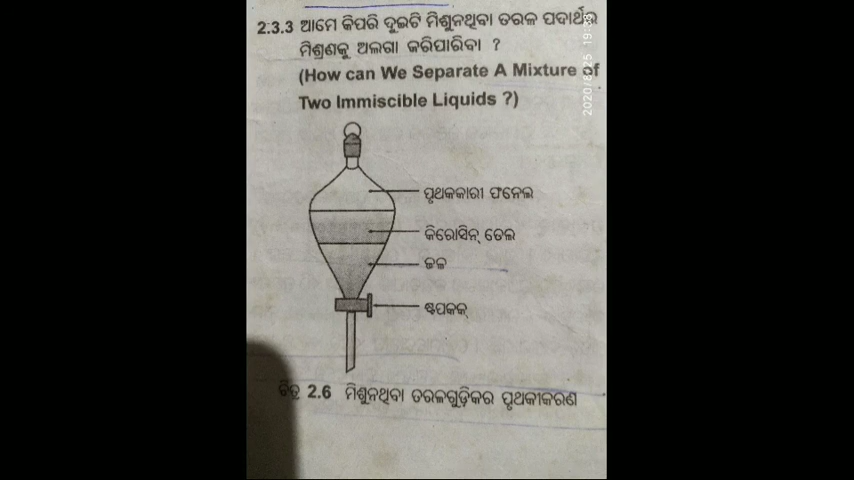 2.3.3 ଆମେ କିପରି ଦୁଇଟି ମିଶୁନଥିବା ତରଳ ପଦାର୍ଥର
ମିଶ୍ରଣକୁ ଅଲଗା କରିପାରିବା ?
(How can We Separate A Mixture of
Two Immiscible Liquids ?)
ପୃଥକକାରୀ ଫନେଲ
କିରୋସିନ୍ ତେଲ
ଜଳ
ଷ୍ଟପକକ୍
ଚିତ୍ର 2.6 ମିଶୁନଥିବା ତରଳଗୁଡ଼ିକର ପୃଥକୀକରଣ